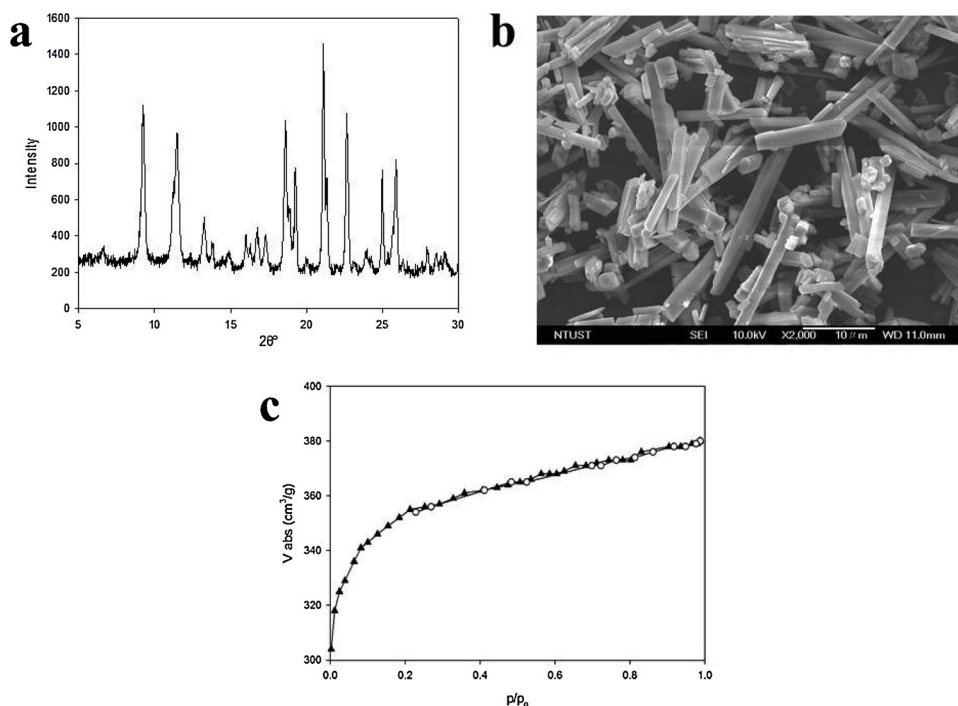 a
1600
1400
1200
1000
800
600
400
200
0
Intensity
5 10 15 20 25 30
2θ°
b
NTUST SEI 10.0kV X2,000 10μm WD 11.0mm
c
400
380
360
340
320
300
V abs (cm³/g)
0.0 0.2 0.4 0.6 0.8 1.0
p/p₀